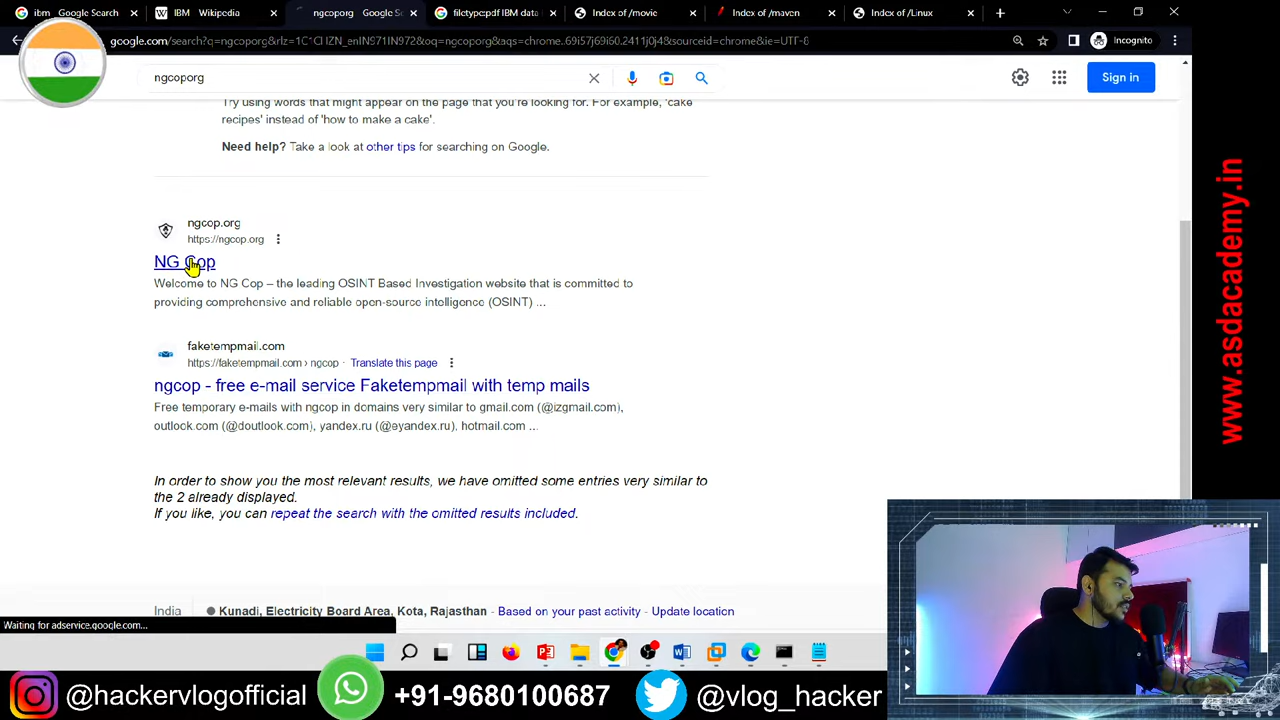 ibm - Google Search
IBM - Wikipedia
ngcoporg - Google Se
filetypepdf IBM data
Index of /movie
Index of /maven
Index of /Linux
Incognito
ngcoporg
Sign in
Try using words that might appear on the page that you're looking for. For example, 'cake
recipes' instead of 'how to make a cake'.
Need help? Take a look at other tips for searching on Google.
ngcop.org
https://ngcop.org
NG Cop
Welcome to NG Cop – the leading OSINT Based Investigation website that is committed to
providing comprehensive and reliable open-source intelligence (OSINT) ...
faketempmail.com
https://faketempmail.com › ngcop · Translate this page
ngcop - free e-mail service Faketempmail with temp mails
Free temporary e-mails with ngcop in domains very similar to gmail.com (@izgmail.com),
outlook.com (@doutlook.com), yandex.ru (@eyandex.ru), hotmail.com ...
In order to show you the most relevant results, we have omitted some entries very similar to
the 2 already displayed.
If you like, you can repeat the search with the omitted results included.
India
Kunadi, Electricity Board Area, Kota, Rajasthan - Based on your past activity - Update location
Waiting for adservice.google.com...
www.asdacademy.in
@hackervlogofficial
+91-9680100687
@vlog_hacker